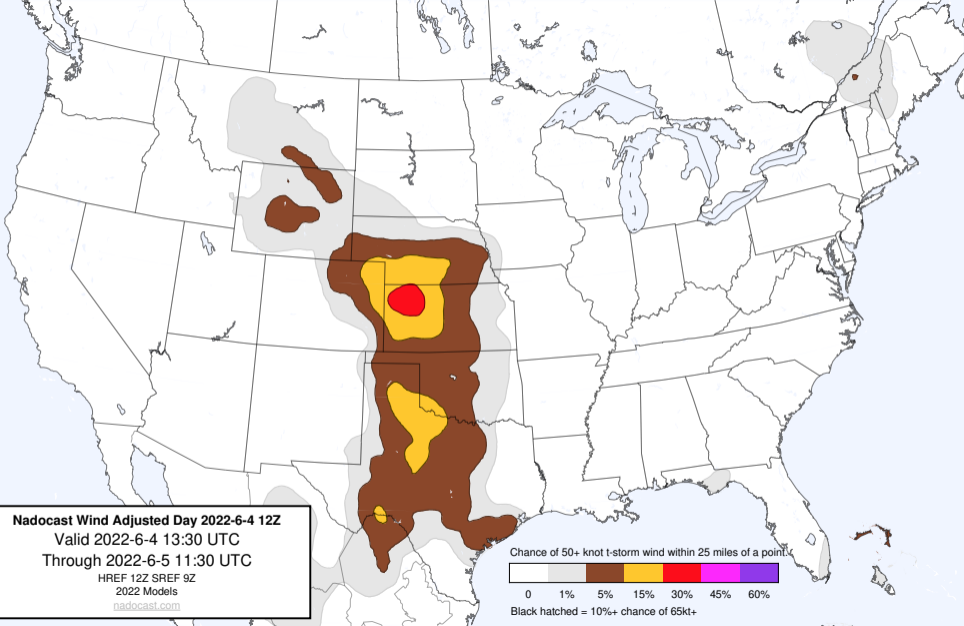 Nadocast Wind Adjusted Day 2022-6-4 12Z
Valid 2022-6-4 13:30 UTC
Through 2022-6-5 11:30 UTC
HREF 12Z SREF 9Z
2022 Models
nadocast.com
Chance of 50+ knot t-storm wind within 25 miles of a point.
0 1% 5% 15% 30% 45% 60%
Black hatched = 10%+ chance of 65kt+